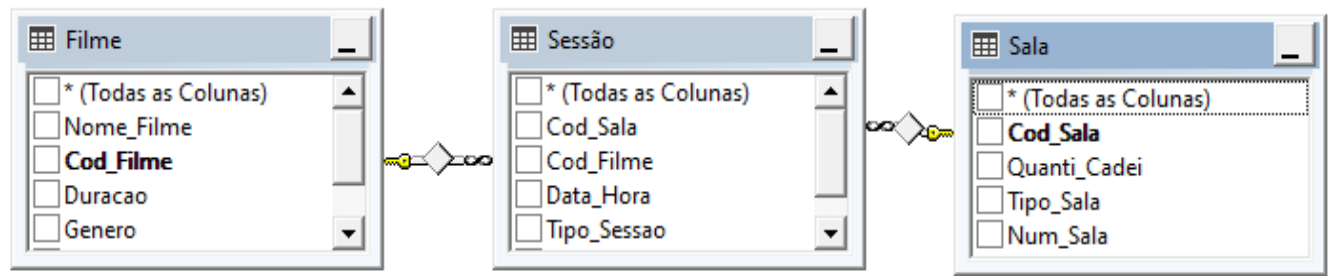 Filme
* (Todas as Colunas)
Nome_Filme
Cod_Filme
Duracao
Genero
Sessão
* (Todas as Colunas)
Cod_Sala
Cod_Filme
Data_Hora
Tipo_Sessao
Sala
* (Todas as Colunas)
Cod_Sala
Quanti_Cadei
Tipo_Sala
Num_Sala